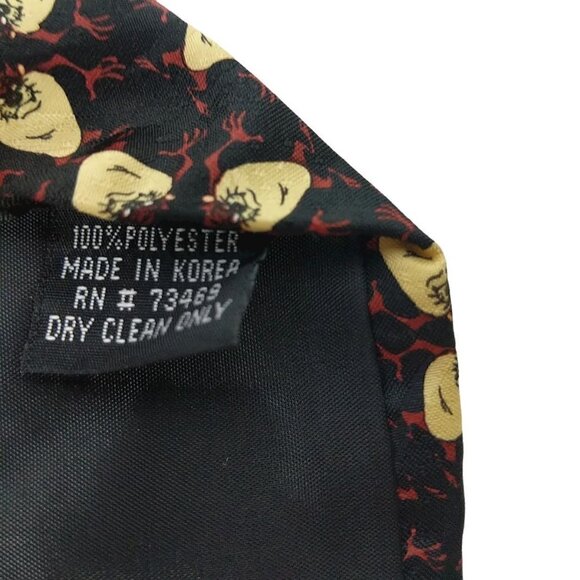 100%POLYESTER
MADE IN KOREA
RN # 73469
DRY CLEAN ONLY